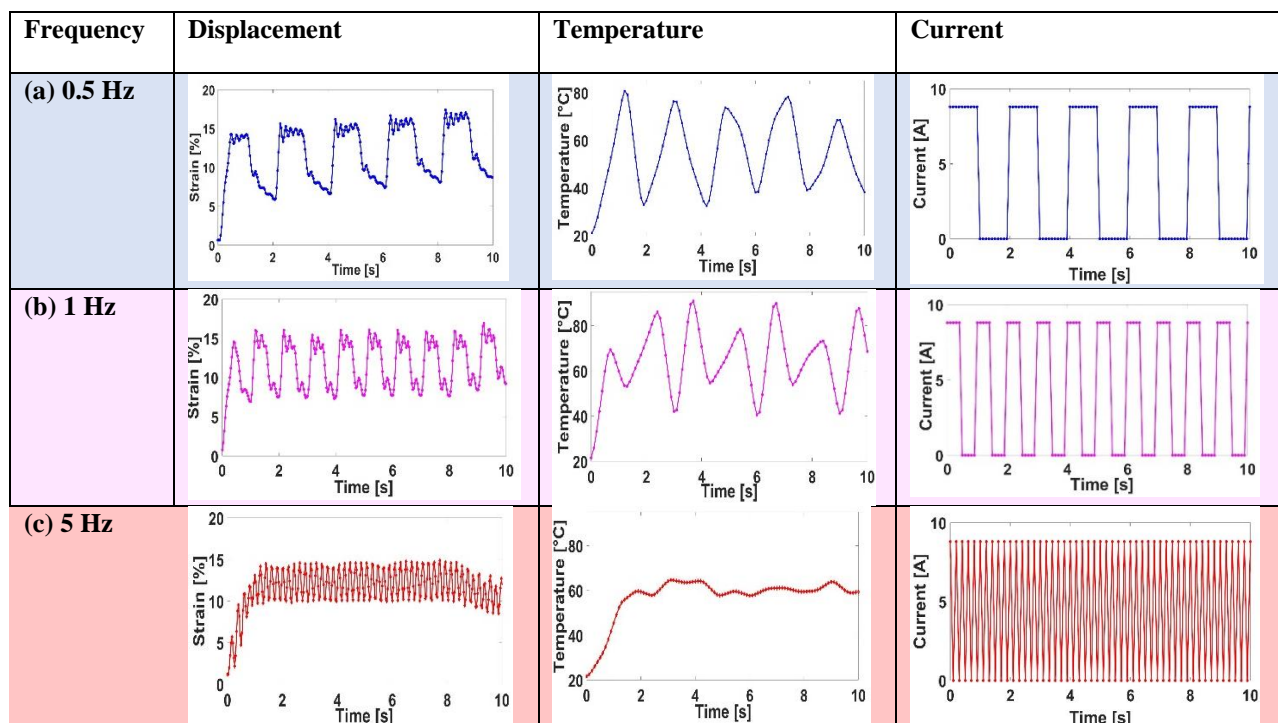 Frequency Displacement Temperature Current
(a) 0.5 Hz
Strain [%]
20
15
10
5
0
0 2 4 6 8 10
Time [s]
Temperature [°C]
80
60
40
20
0 2 4 6 8 10
Time [s]
Current [A]
10
5
0
0 2 4 6 8 10
Time [s]
(b) 1 Hz
Strain [%]
20
15
10
5
0
0 2 4 6 8 10
Time [s]
Temperature [°C]
80
60
40
20
0 2 4 6 8 10
Time [s]
Current [A]
10
5
0
0 2 4 6 8 10
Time [s]
(c) 5 Hz
Strain [%]
20
15
10
5
0
0 2 4 6 8 10
Time [s]
Temperature [°C]
80
60
40
20
0 2 4 6 8 10
Time [s]
Current [A]
10
5
0
0 2 4 6 8 10
Time [s]